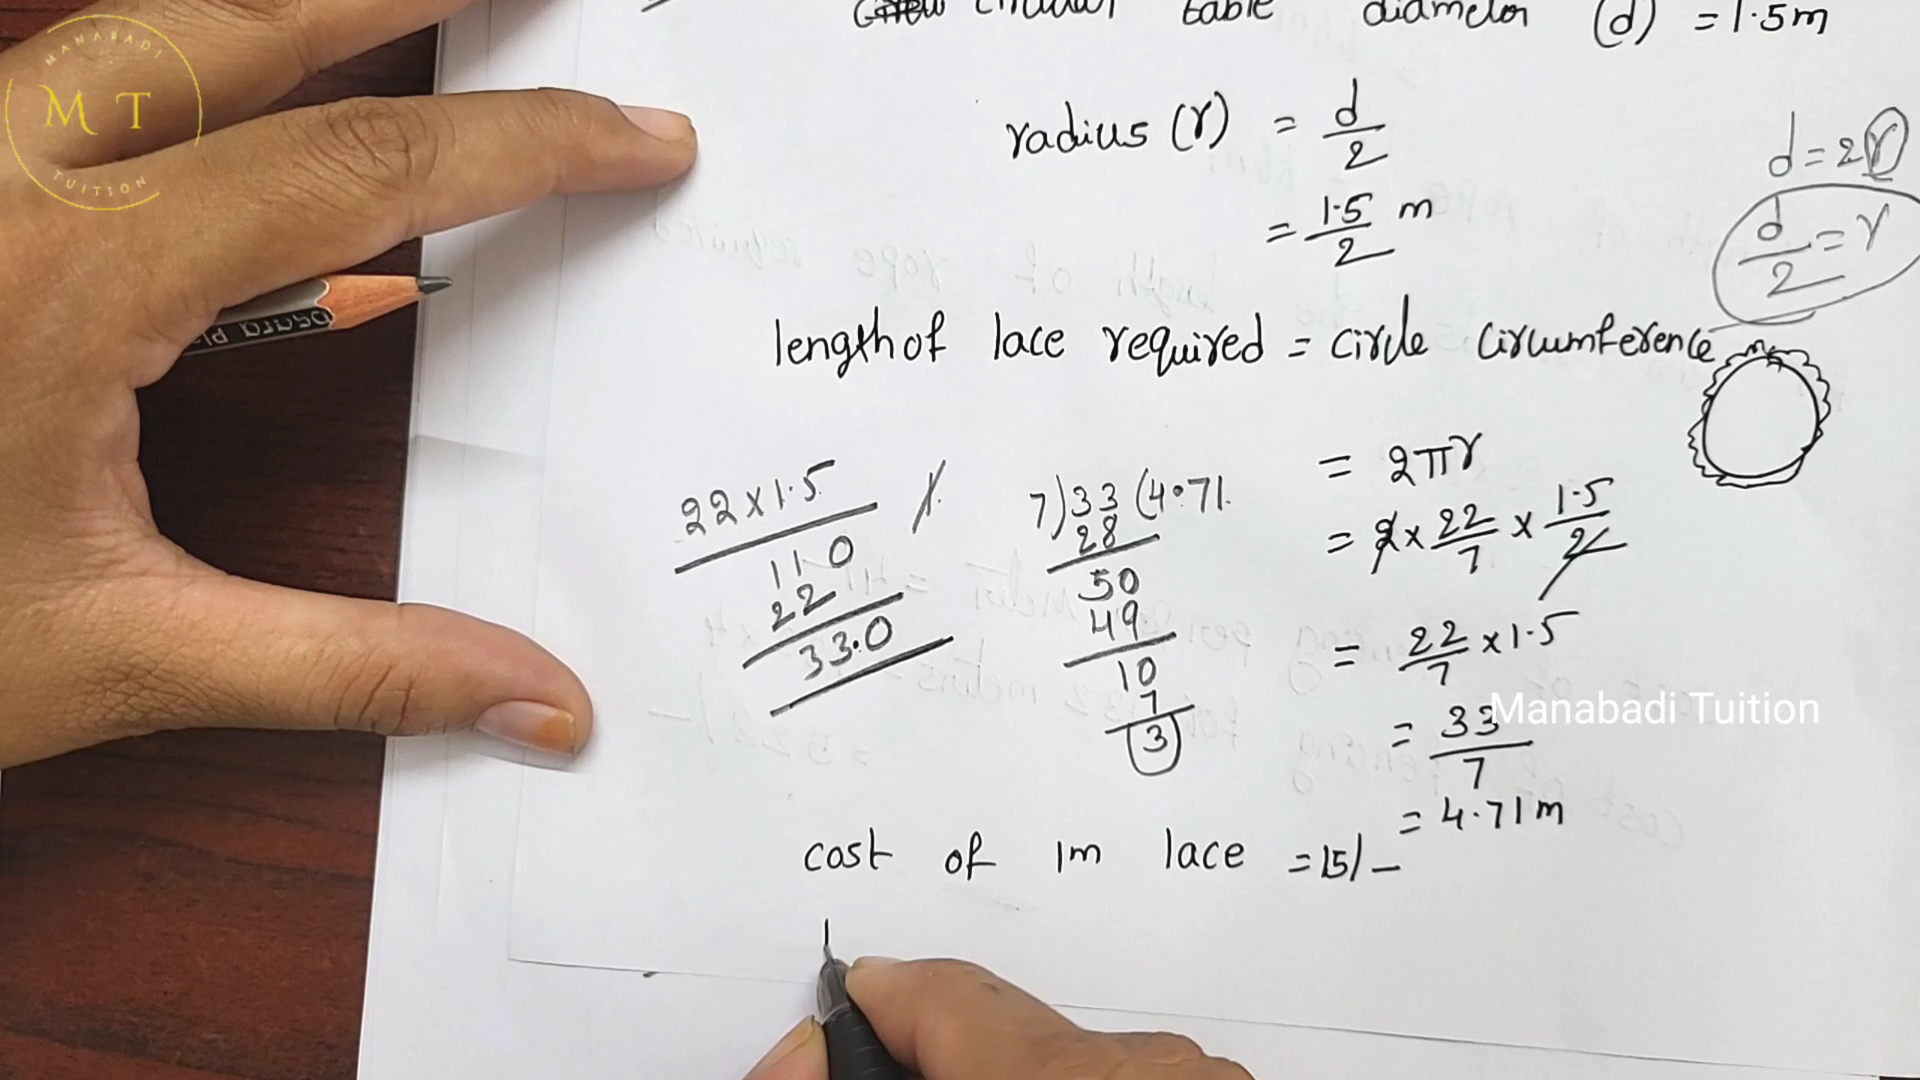 MANABADI
M T
TUITION
circular table diameter (d) = 1.5m
radius (r) = d/2
d = 2r
= 1.5/2 m
d/2 = r
length of lace required = circle circumference
= 2πr
22 x 1.5
110
22
33.0
7) 33 (4.71
28
50
49
10
7
3
= 2 x 22/7 x 1.5/2
= 22/7 x 1.5
Manabadi Tuition
= 33/7
= 4.71 m
cost of 1m lace = 15/-